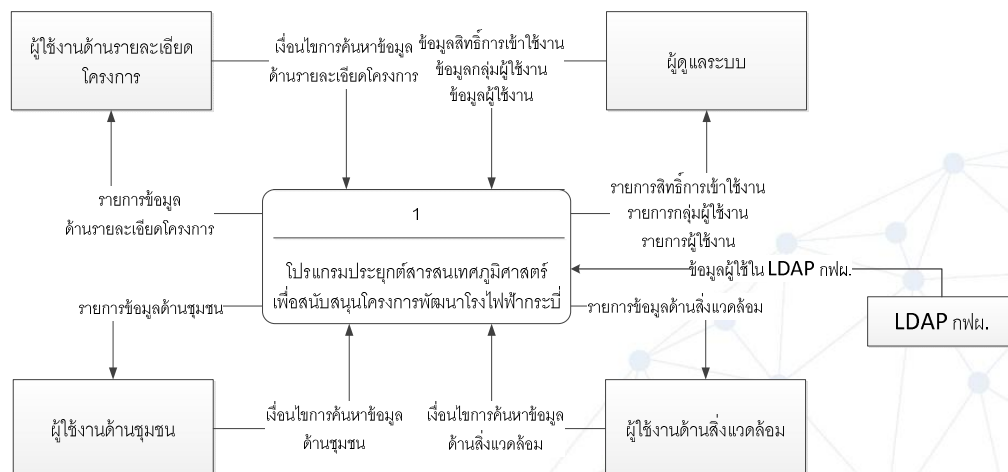 ผู้ใช้งานด้านรายละเอียด
โครงการ
เงื่อนไขการค้นหาข้อมูล
ด้านรายละเอียดโครงการ
ข้อมูลสิทธิ์การเข้าใช้งาน
ข้อมูลกลุ่มผู้ใช้งาน
ข้อมูลผู้ใช้งาน
ผู้ดูแลระบบ
รายการข้อมูล
ด้านรายละเอียดโครงการ
1
โปรแกรมประยุกต์สารสนเทศภูมิศาสตร์
เพื่อสนับสนุนโครงการพัฒนาโรงไฟฟ้ากระบี่
รายการสิทธิ์การเข้าใช้งาน
รายการกลุ่มผู้ใช้งาน
รายการผู้ใช้งาน
ข้อมูลผู้ใช้ใน LDAP กฟผ.
LDAP กฟผ.
รายการข้อมูลด้านชุมชน
รายการข้อมูลด้านสิ่งแวดล้อม
ผู้ใช้งานด้านชุมชน
เงื่อนไขการค้นหาข้อมูล
ด้านชุมชน
เงื่อนไขการค้นหาข้อมูล
ด้านสิ่งแวดล้อม
ผู้ใช้งานด้านสิ่งแวดล้อม